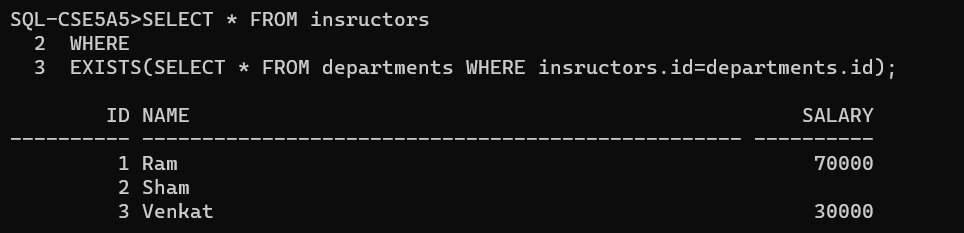 SQL-CSE5A5>SELECT * FROM insructors
  2  WHERE
  3  EXISTS(SELECT * FROM departments WHERE insructors.id=departments.id);

        ID NAME                                                   SALARY
---------- -------------------------------------------------- ----------
         1 Ram                                                     70000
         2 Sham
         3 Venkat                                                  30000